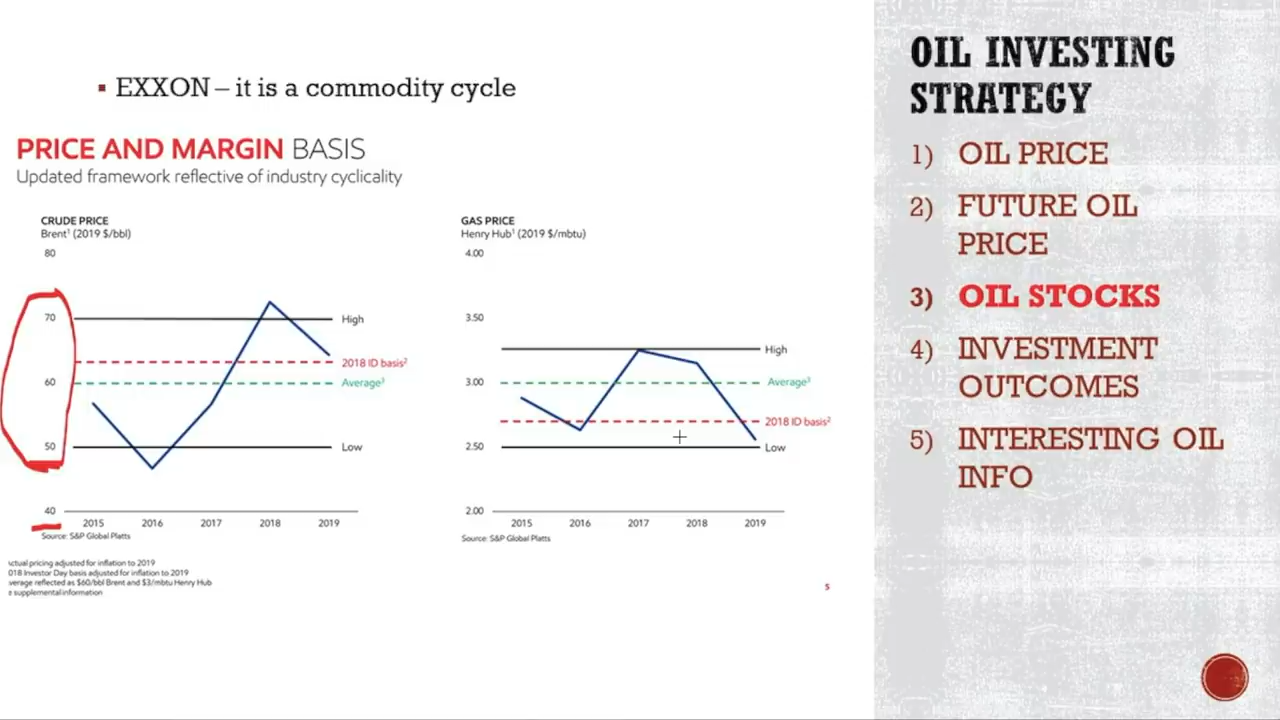 ▪ EXXON – it is a commodity cycle
PRICE AND MARGIN BASIS
Updated framework reflective of industry cyclicality
CRUDE PRICE
Brent¹ (2019 $/bbl)
80
70
60
50
40
High
2018 ID basis²
Average³
Low
2015 2016 2017 2018 2019
Source: S&P Global Platts
GAS PRICE
Henry Hub¹ (2019 $/mbtu)
4.00
3.50
3.00
2.50
2.00
High
Average³
2018 ID basis²
Low
2015 2016 2017 2018 2019
Source: S&P Global Platts
ctual pricing adjusted for inflation to 2019
018 Investor Day basis adjusted for inflation to 2019
verage reflected as $60/bbl Brent and $3/mbtu Henry Hub
e supplemental information
5
OIL INVESTING
STRATEGY
1) OIL PRICE
2) FUTURE OIL
PRICE
3) OIL STOCKS
4) INVESTMENT
OUTCOMES
5) INTERESTING OIL
INFO